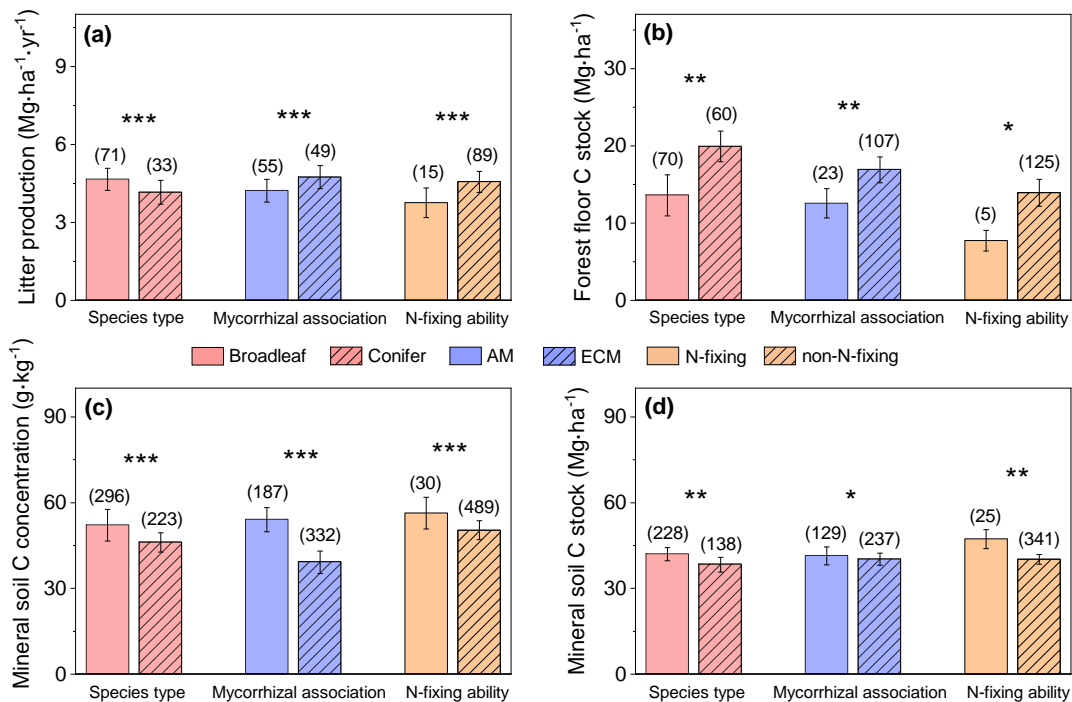 (a)
Litter production (Mg·ha⁻¹·yr⁻¹)
9
6
3
0
***
***
***
(71)
(33)
(55)
(49)
(15)
(89)
Species type
Mycorrhizal association
N-fixing ability
(b)
Forest floor C stock (Mg·ha⁻¹)
30
20
10
0
**
**
*
(70)
(60)
(23)
(107)
(5)
(125)
Species type
Mycorrhizal association
N-fixing ability
Broadleaf
Conifer
AM
ECM
N-fixing
non-N-fixing
(c)
Mineral soil C concentration (g·kg⁻¹)
90
60
30
0
***
***
***
(296)
(223)
(187)
(332)
(30)
(489)
Species type
Mycorrhizal association
N-fixing ability
(d)
Mineral soil C stock (Mg·ha⁻¹)
90
60
30
0
**
*
**
(228)
(138)
(129)
(237)
(25)
(341)
Species type
Mycorrhizal association
N-fixing ability